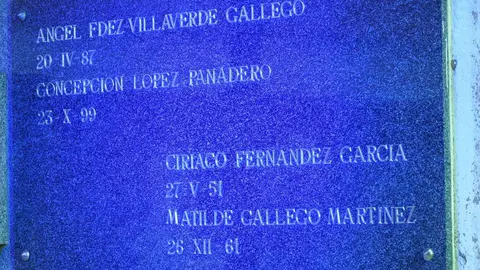 ANGEL FDEZ-VILLAVERDE GALLEGO
20-IV-87
CONCEPCION LOPEZ PANADERO
23-X-99
CIRIACO FERNANDEZ GARCIA
27-V-51
MATILDE GALLEGO MARTINEZ
26 XII-61